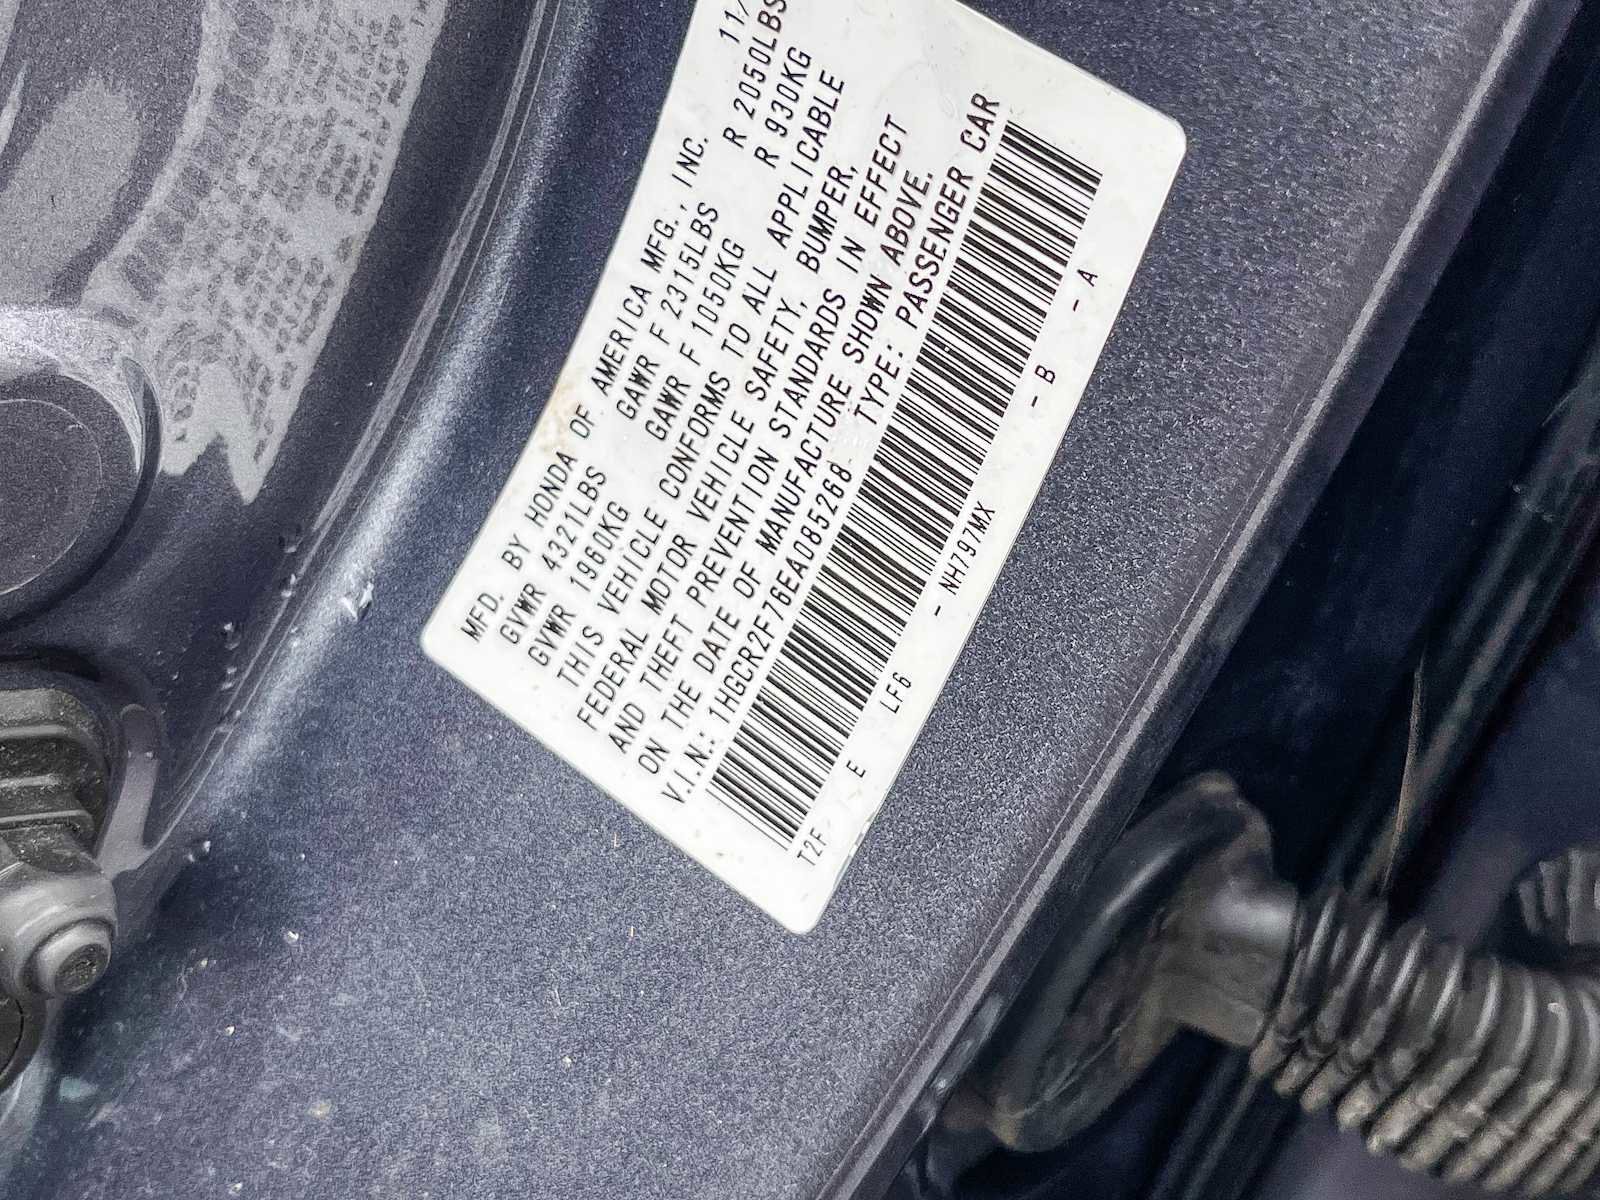 MFD. BY HONDA OF AMERICA MFG., INC. 11/
GVWR 4321LBS GAWR F 2315LBS R 2050LBS
GVWR 1960KG GAWR F 1050KG R 930KG
THIS VEHICLE CONFORMS TO ALL APPLICABLE
FEDERAL MOTOR VEHICLE SAFETY, BUMPER,
AND THEFT PREVENTION STANDARDS IN EFFECT
ON THE DATE OF MANUFACTURE SHOWN ABOVE.
V.I.N.: 1HGCR2F76EA085268 TYPE: PASSENGER CAR
T2F E LF6 - NH797MX - B - A